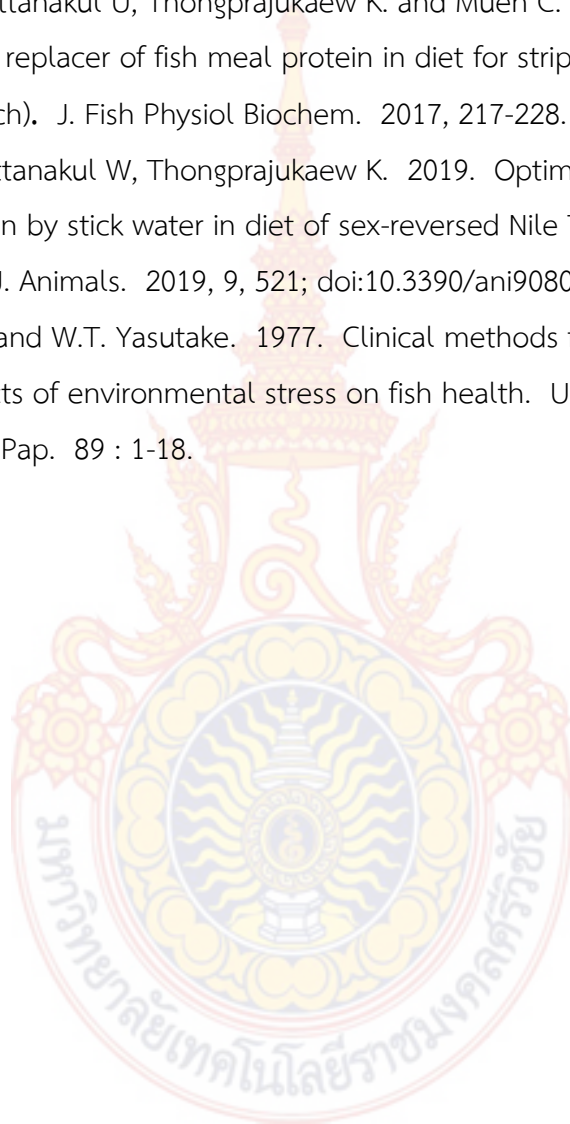 ttanakul U, Thongprajukaew K. and Muen C.
replacer of fish meal protein in diet for strip
ch). J. Fish Physiol Biochem. 2017, 217-228.
ttanakul W, Thongprajukaew K. 2019. Optim
n by stick water in diet of sex-reversed Nile
J. Animals. 2019, 9, 521; doi:10.3390/ani9080
and W.T. Yasutake. 1977. Clinical methods
ts of environmental stress on fish health. U
Pap. 89 : 1-18.
มหาวิทยาลัยเทคโนโลยีราชมงคลศรีวิชัย